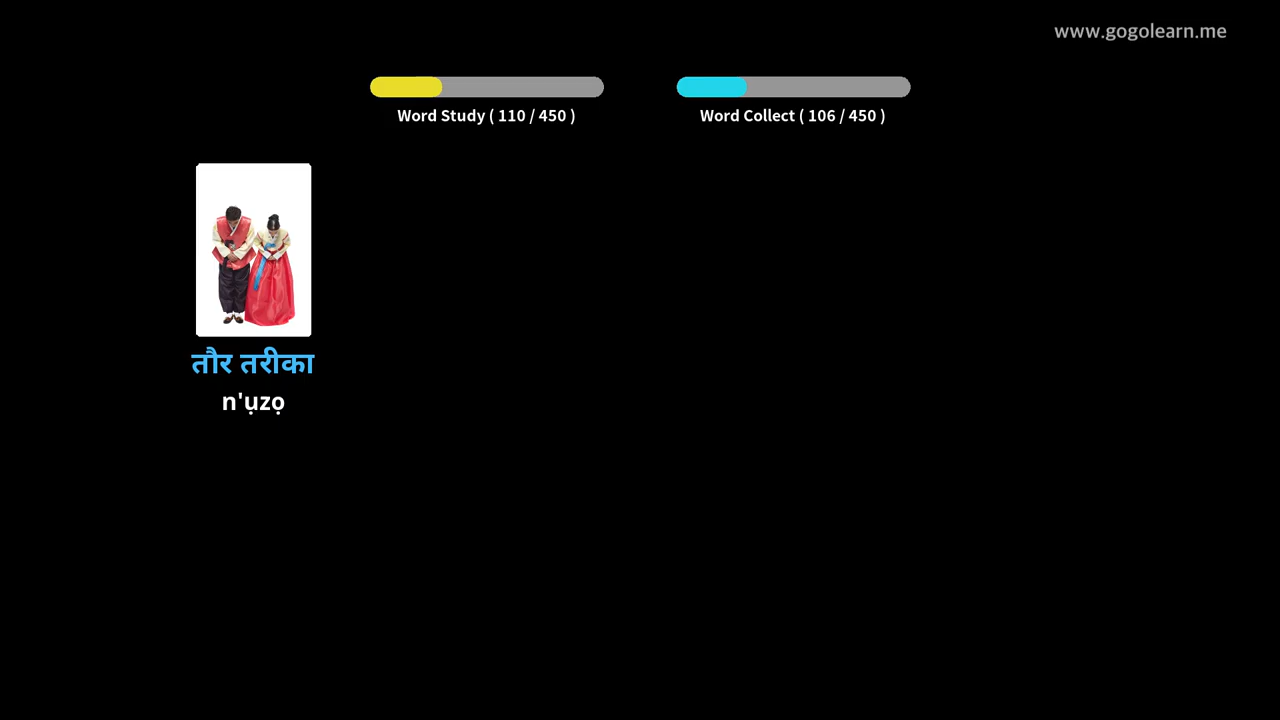 www.gogolearn.me
Word Study ( 110 / 450 )
Word Collect ( 106 / 450 )
तौर तरीका
n'ụzọ